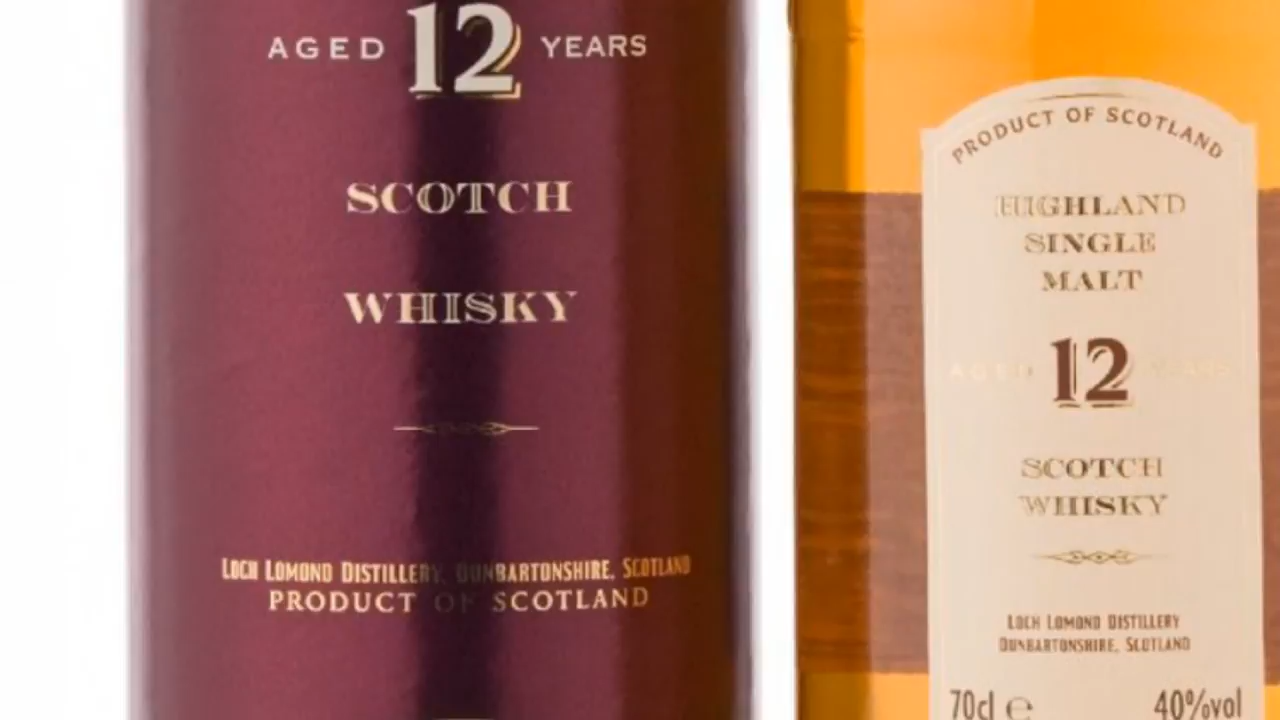 AGED 12 YEARS
SCOTCH
WHISKY
LOCH LOMOND DISTILLERY, DUNBARTONSHIRE, SCOTLAND
PRODUCT OF SCOTLAND
PRODUCT OF SCOTLAND
HIGHLAND
SINGLE
MALT
AGED 12 YEARS
SCOTCH
WHISKY
LOCH LOMOND DISTILLERY
DUNBARTONSHIRE, SCOTLAND
70cl e 40%vol